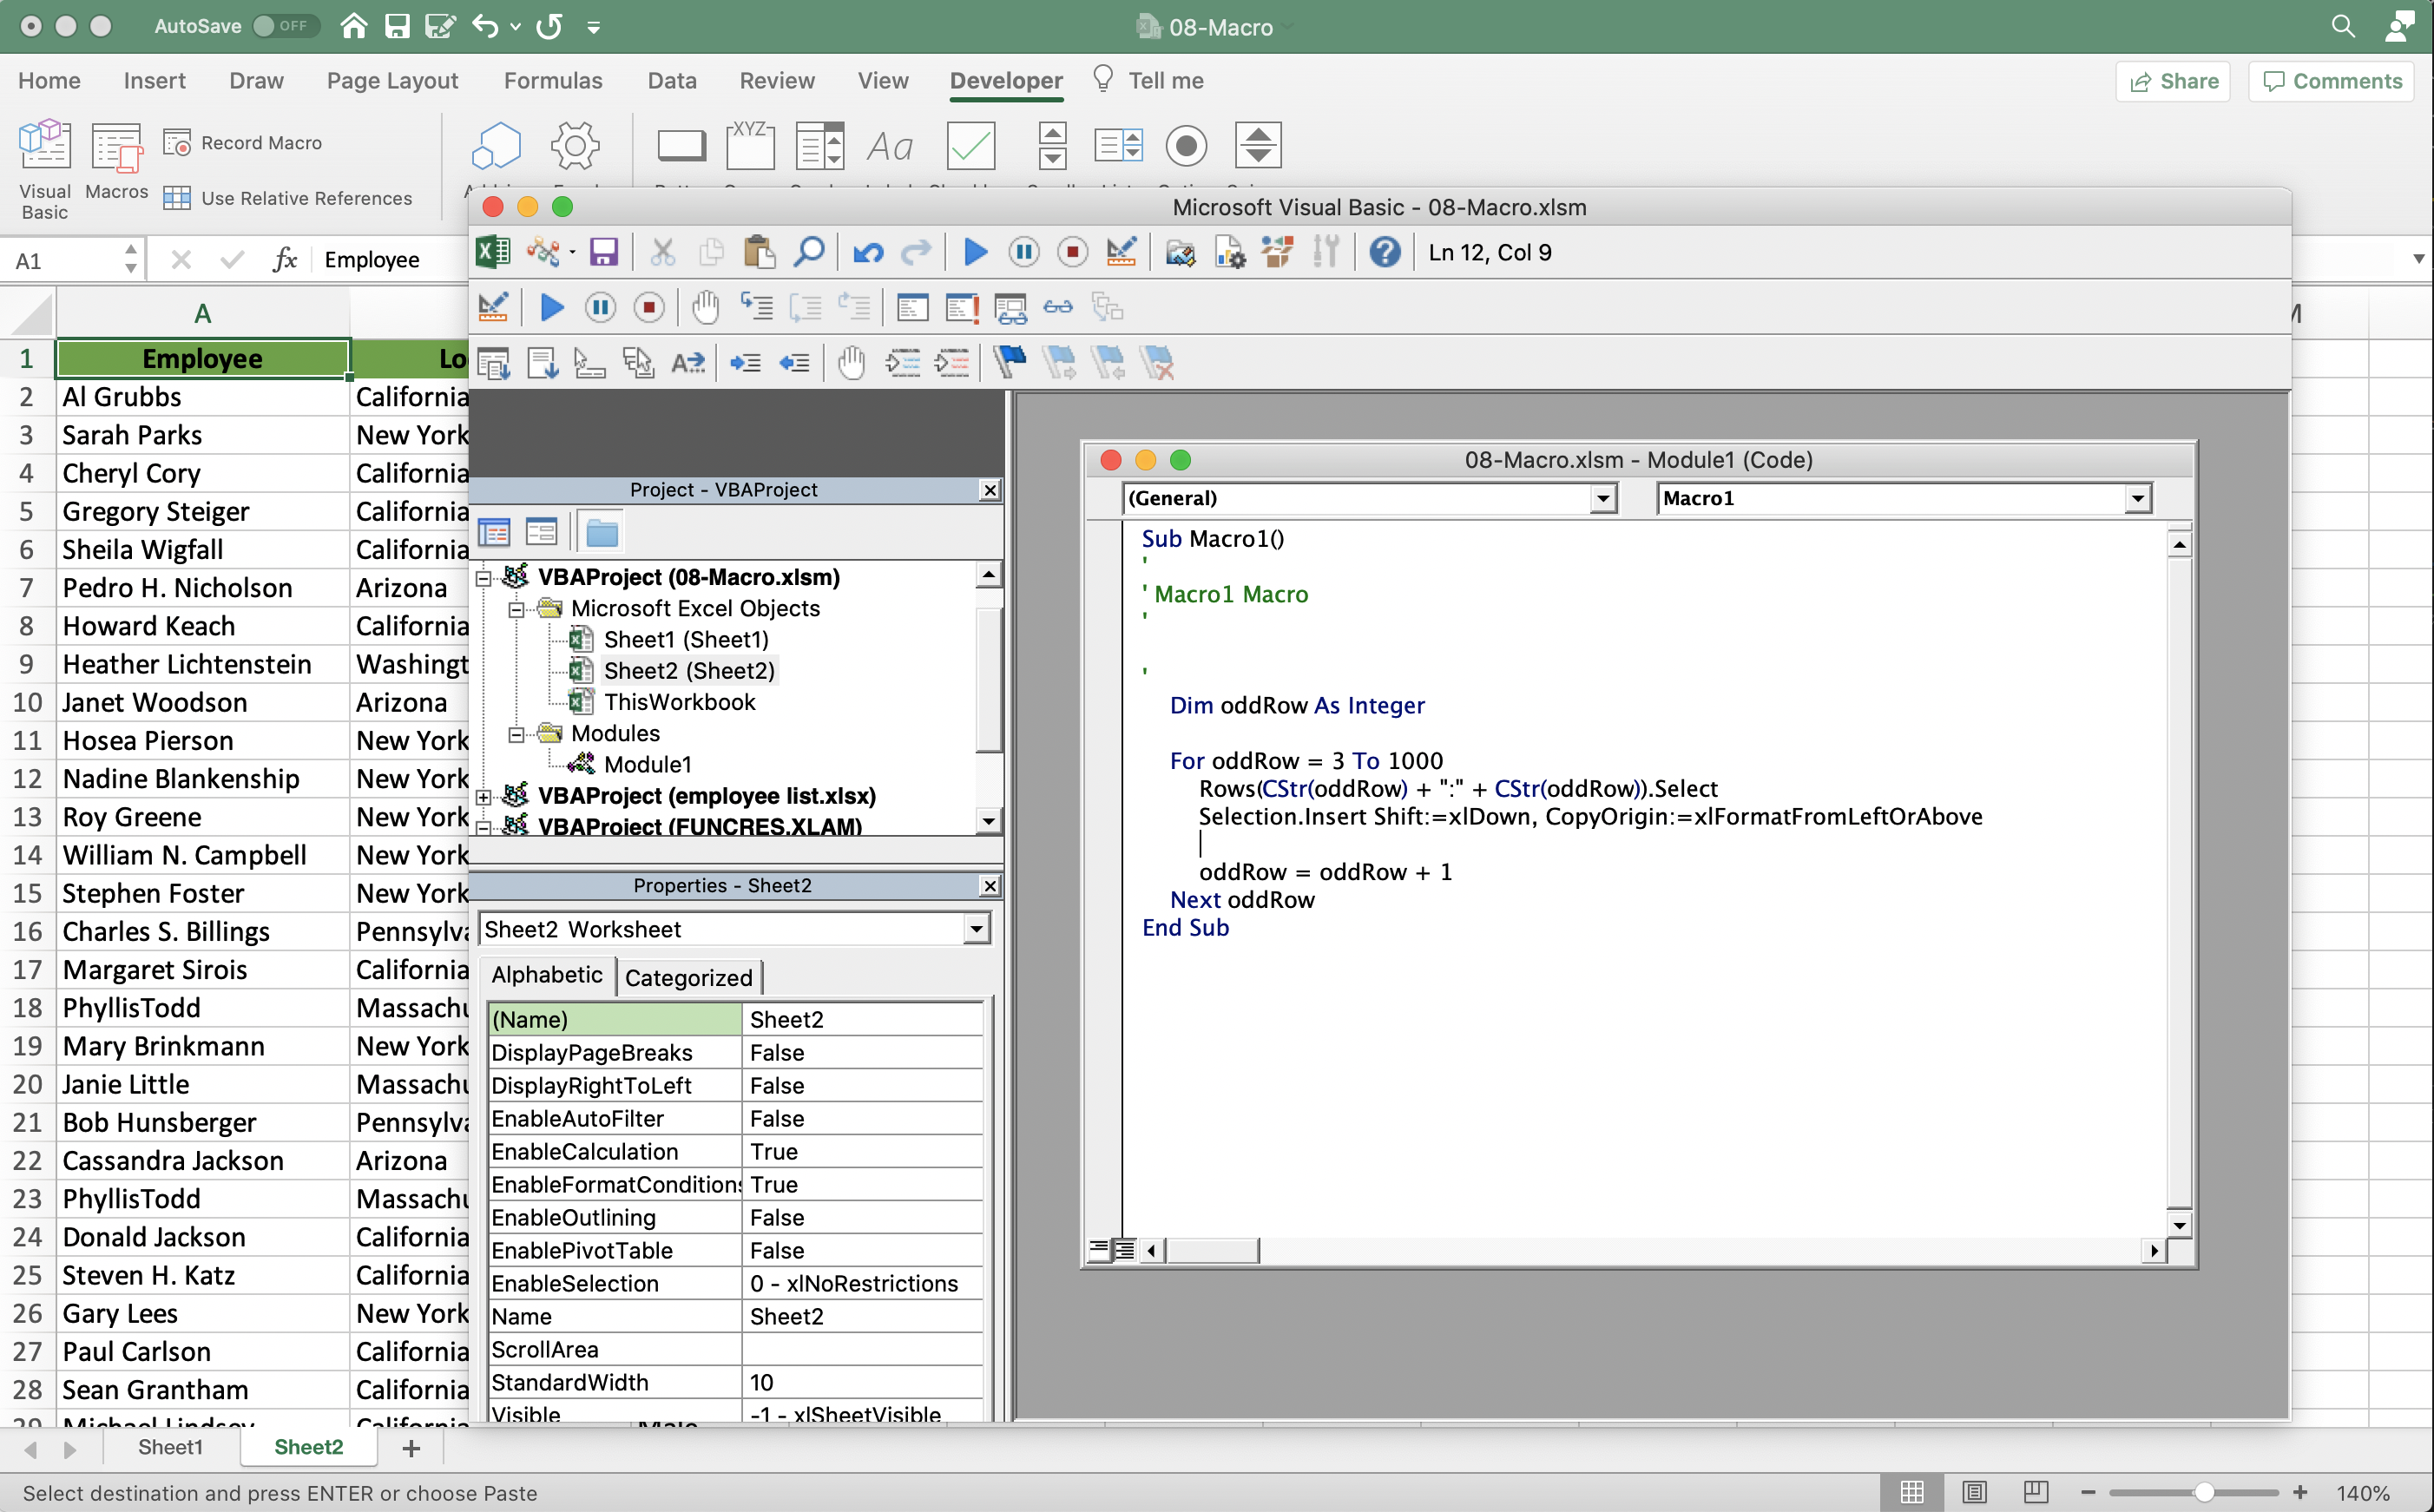 AutoSave OFF
08-Macro
Home Insert Draw Page Layout Formulas Data Review View Developer Tell me
Share Comments
Visual Basic
Macros
Record Macro
Use Relative References
XYZ
Aa
A1 fx Employee
A
1 Employee Lo
2 Al Grubbs California
3 Sarah Parks New York
4 Cheryl Cory California
5 Gregory Steiger California
6 Sheila Wigfall California
7 Pedro H. Nicholson Arizona
8 Howard Keach California
9 Heather Lichtenstein Washingt
10 Janet Woodson Arizona
11 Hosea Pierson New York
12 Nadine Blankenship New York
13 Roy Greene New York
14 William N. Campbell New York
15 Stephen Foster New York
16 Charles S. Billings Pennsylva
17 Margaret Sirois California
18 PhyllisTodd Massachu
19 Mary Brinkmann New York
20 Janie Little Massachu
21 Bob Hunsberger Pennsylva
22 Cassandra Jackson Arizona
23 PhyllisTodd Massachu
24 Donald Jackson California
25 Steven H. Katz California
26 Gary Lees New York
27 Paul Carlson California
28 Sean Grantham California
29 Michael Lindsey California
Microsoft Visual Basic - 08-Macro.xlsm
Ln 12, Col 9
Project - VBAProject
VBAProject (08-Macro.xlsm)
Microsoft Excel Objects
Sheet1 (Sheet1)
Sheet2 (Sheet2)
ThisWorkbook
Modules
Module1
VBAProject (employee list.xlsx)
VBAProject (FUNCRES.XLAM)
Properties - Sheet2
Sheet2 Worksheet
Alphabetic Categorized
(Name) Sheet2
DisplayPageBreaks False
DisplayRightToLeft False
EnableAutoFilter False
EnableCalculation True
EnableFormatConditions True
EnableOutlining False
EnablePivotTable False
EnableSelection 0 - xlNoRestrictions
Name Sheet2
ScrollArea
StandardWidth 10
Visible -1 - xlSheetVisible
08-Macro.xlsm - Module1 (Code)
(General) Macro1
Sub Macro1()
'
' Macro1 Macro
'
'
Dim oddRow As Integer
For oddRow = 3 To 1000
Rows(CStr(oddRow) + ":" + CStr(oddRow)).Select
Selection.Insert Shift:=xlDown, CopyOrigin:=xlFormatFromLeftOrAbove
oddRow = oddRow + 1
Next oddRow
End Sub
Sheet1 Sheet2 +
Select destination and press ENTER or choose Paste
140%